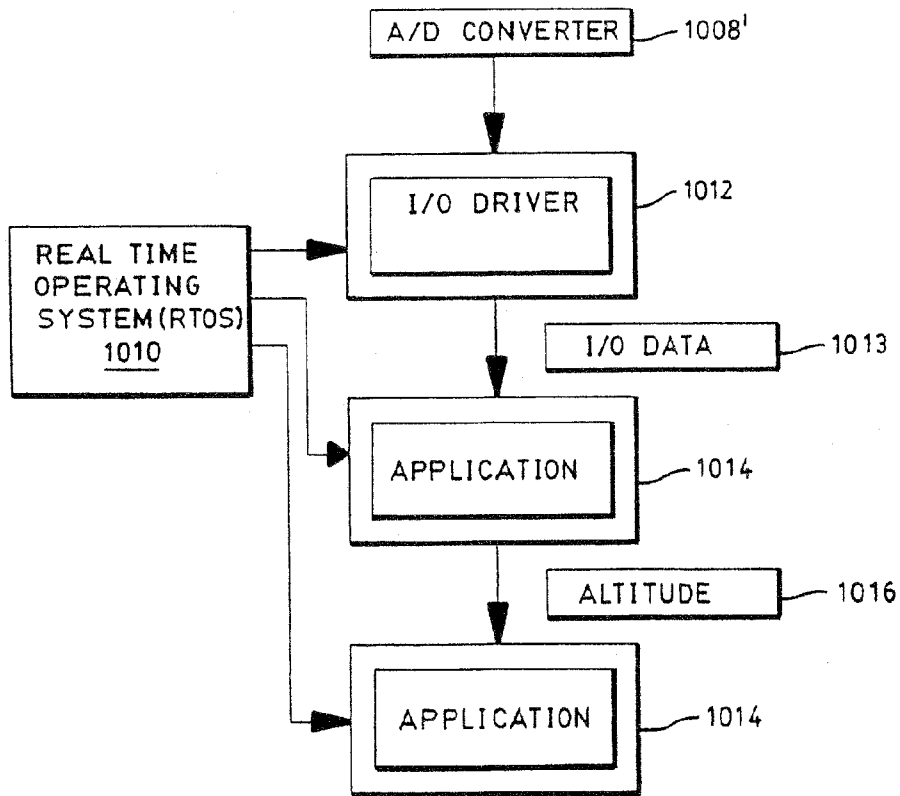 A/D CONVERTER
1008'
I/O DRIVER
1012
REAL TIME
OPERATING
SYSTEM(RTOS)
1010
I/O DATA
1013
APPLICATION
1014
ALTITUDE
1016
APPLICATION
1014